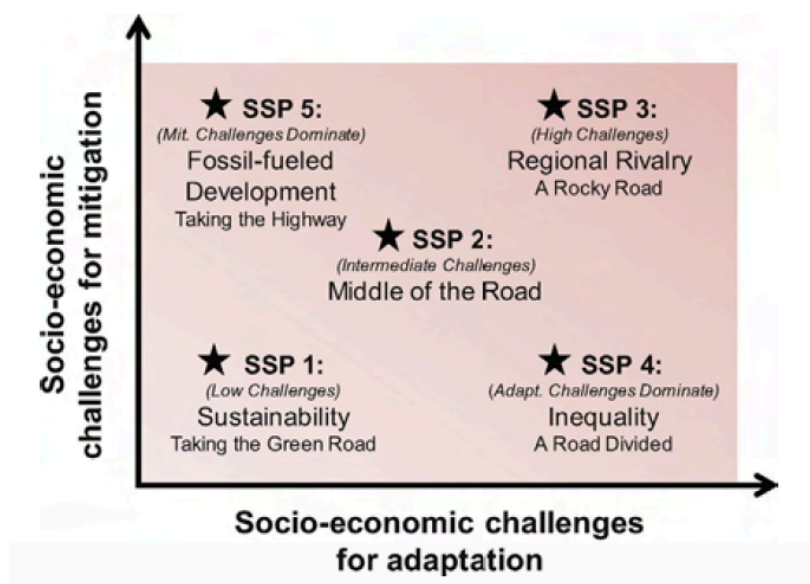 Socio-economic
challenges for mitigation
SSP 5:
(Mit. Challenges Dominate)
Fossil-fueled
Development
Taking the Highway
SSP 3:
(High Challenges)
Regional Rivalry
A Rocky Road
SSP 2:
(Intermediate Challenges)
Middle of the Road
SSP 1:
(Low Challenges)
Sustainability
Taking the Green Road
SSP 4:
(Adapt. Challenges Dominate)
Inequality
A Road Divided
Socio-economic challenges
for adaptation